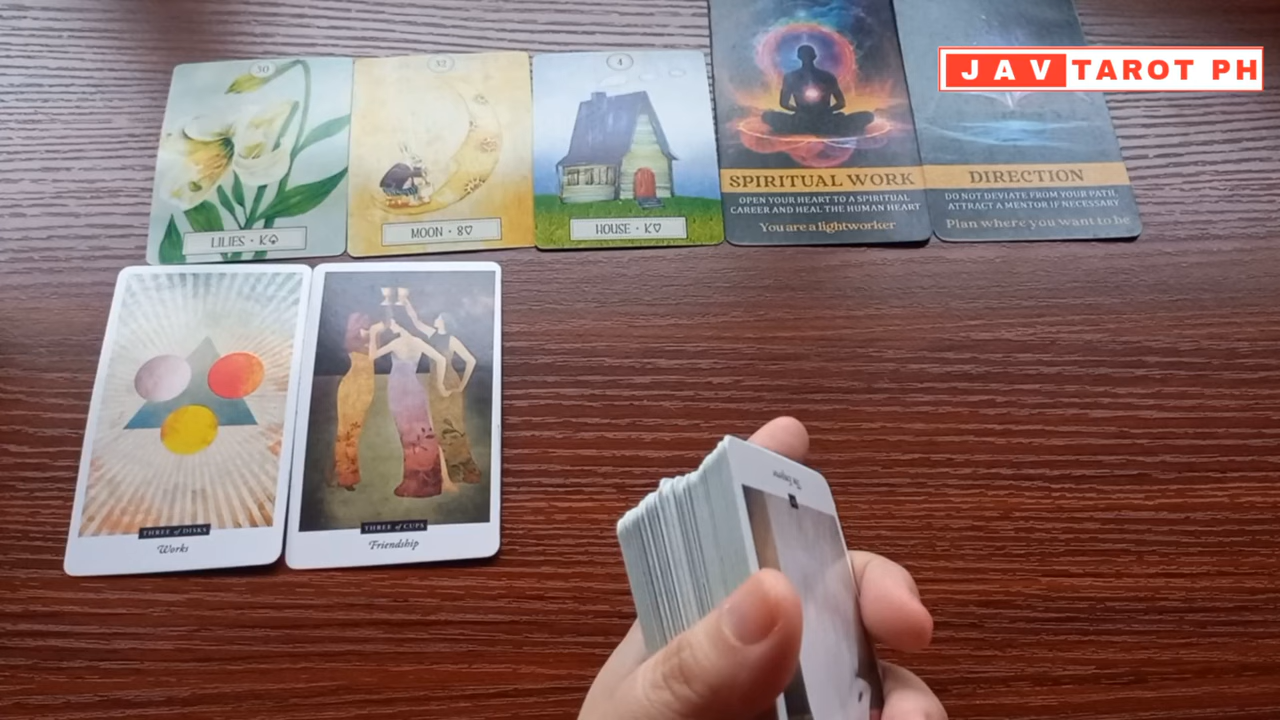 JAV TAROT PH
30
32
4
LILIES • K♤
MOON • 8♡
HOUSE • K♡
SPIRITUAL WORK
OPEN YOUR HEART TO A SPIRITUAL
CAREER AND HEAL THE HUMAN HEART
You are a lightworker
DIRECTION
DO NOT DEVIATE FROM YOUR PATH,
ATTRACT A MENTOR IF NECESSARY
Plan where you want to be
THREE of DISKS
Works
THREE of CUPS
Friendship